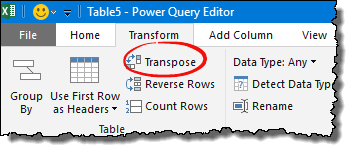 Table5 - Power Query Editor
File Home Transform Add Column View
Group By
Use First Row as Headers
Transpose
Reverse Rows
Count Rows
Data Type: Any
Detect Data Typ
Rename
Table